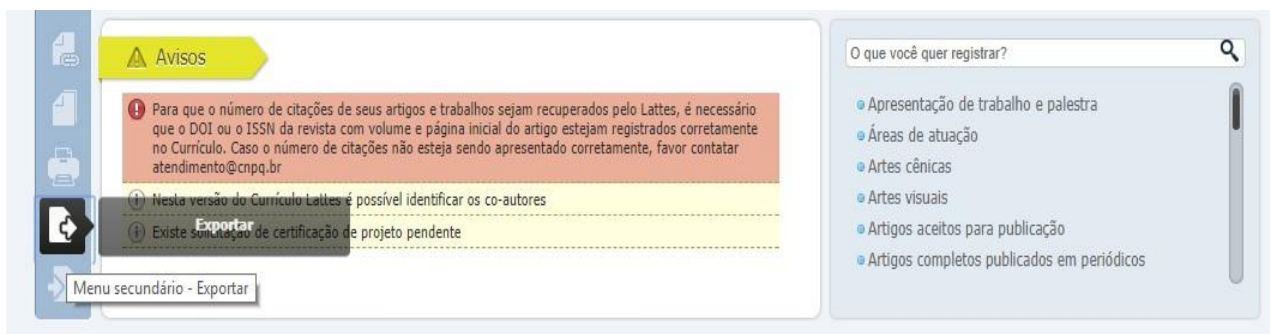 Avisos
Para que o número de citações de seus artigos e trabalhos sejam recuperados pelo Lattes, é necessário
que o DOI ou o ISSN da revista com volume e página inicial do artigo estejam registrados corretamente
no Currículo. Caso o número de citações não esteja sendo apresentado corretamente, favor contatar
atendimento@cnpq.br
Nesta versão do Currículo Lattes é possível identificar os co-autores
Exportar
Existe solicitação de certificação de projeto pendente
Menu secundário - Exportar
O que você quer registrar?
Apresentação de trabalho e palestra
Áreas de atuação
Artes cênicas
Artes visuais
Artigos aceitos para publicação
Artigos completos publicados em periódicos